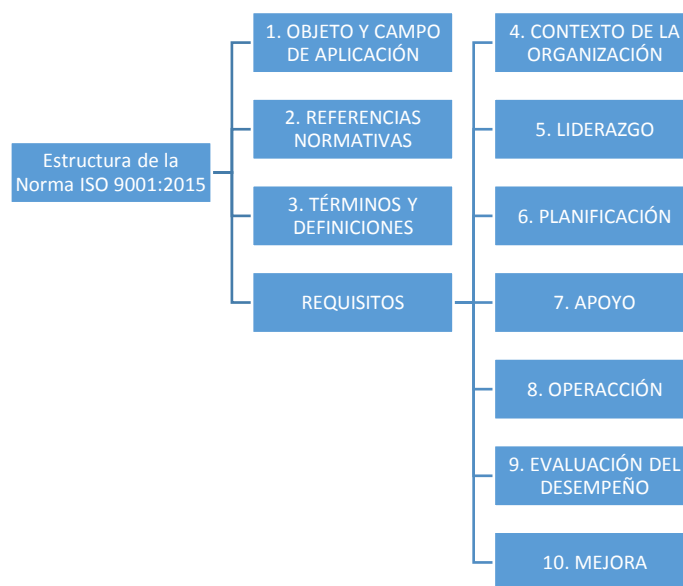 Estructura de la
Norma ISO 9001:2015
1. OBJETO Y CAMPO
DE APLICACIÓN
2. REFERENCIAS
NORMATIVAS
3. TÉRMINOS Y
DEFINICIONES
REQUISITOS
4. CONTEXTO DE LA
ORGANIZACIÓN
5. LIDERAZGO
6. PLANIFICACIÓN
7. APOYO
8. OPERACCIÓN
9. EVALUACIÓN DEL
DESEMPEÑO
10. MEJORA